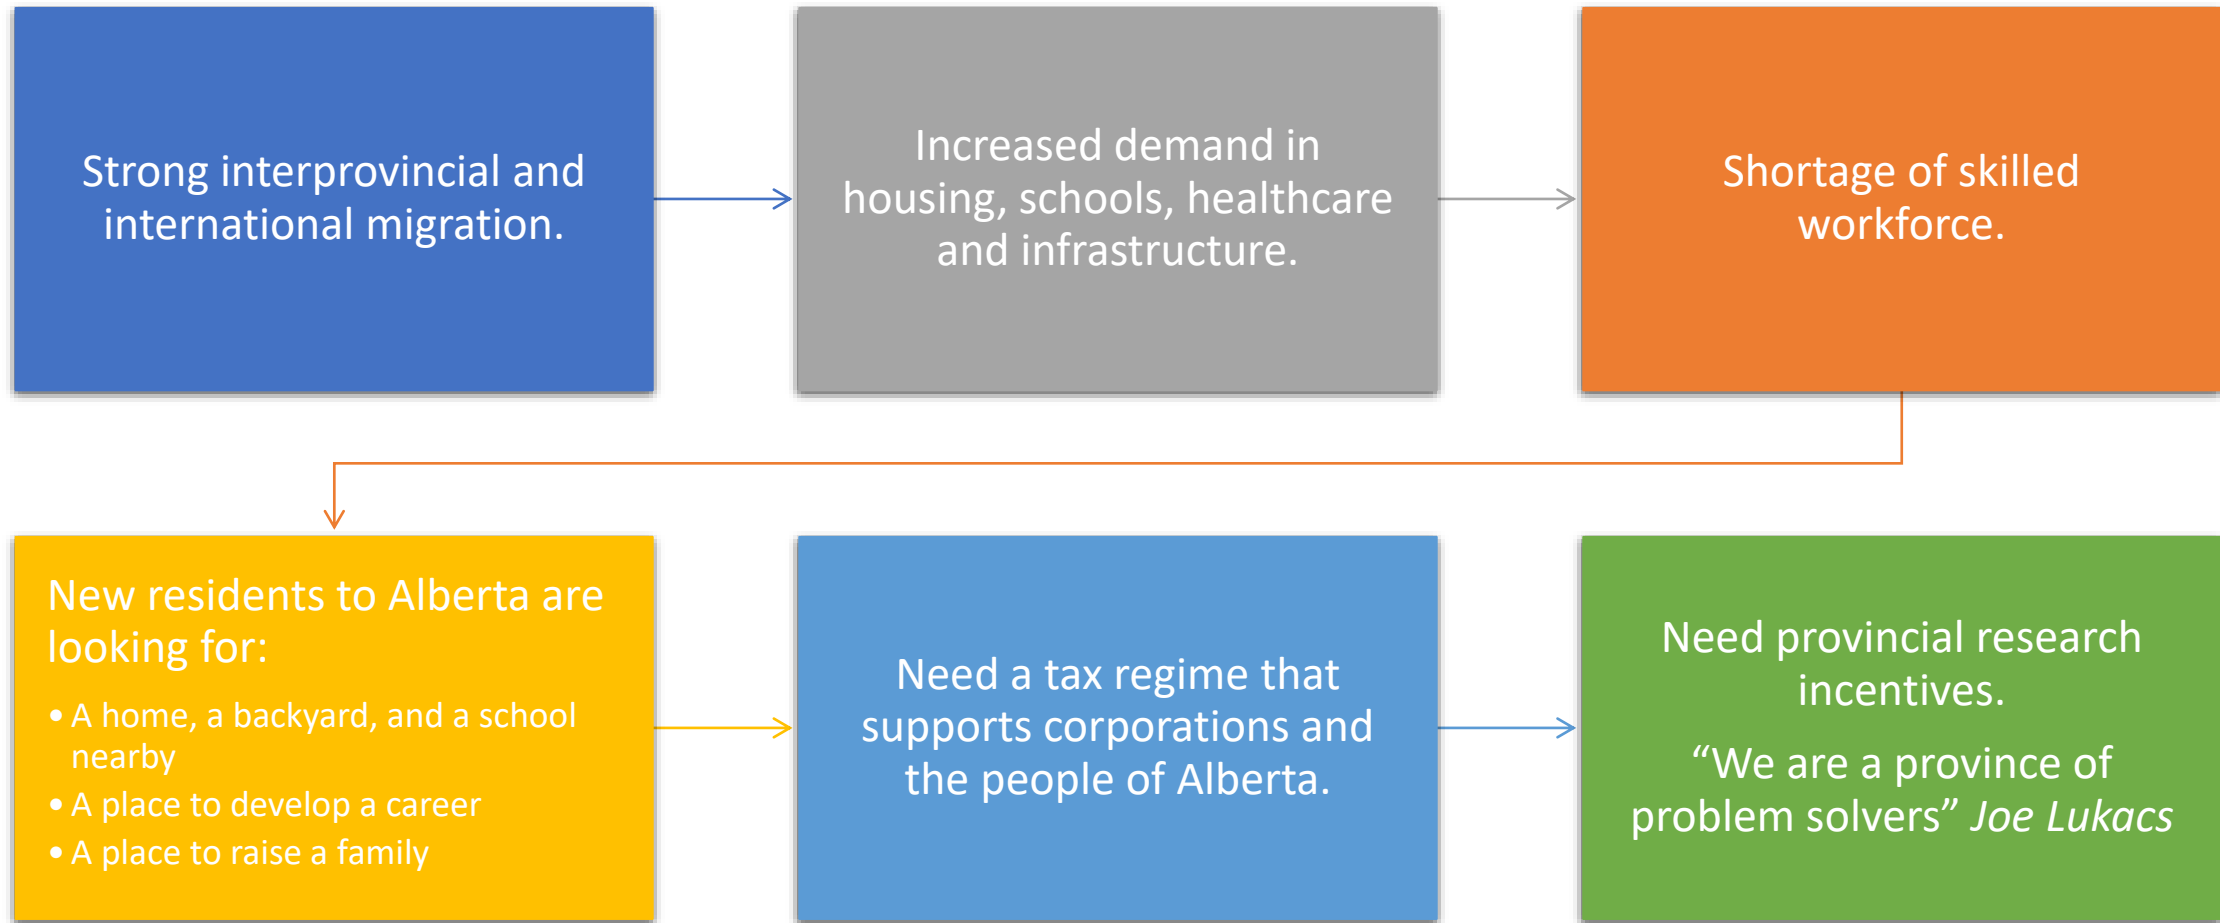 Strong interprovincial and
international migration.
Increased demand in
housing, schools, healthcare
and infrastructure.
Shortage of skilled
workforce.
New residents to Alberta are
looking for:
• A home, a backyard, and a school
nearby
• A place to develop a career
• A place to raise a family
Need a tax regime that
supports corporations and
the people of Alberta.
Need provincial research
incentives.
“We are a province of
problem solvers” Joe Lukacs